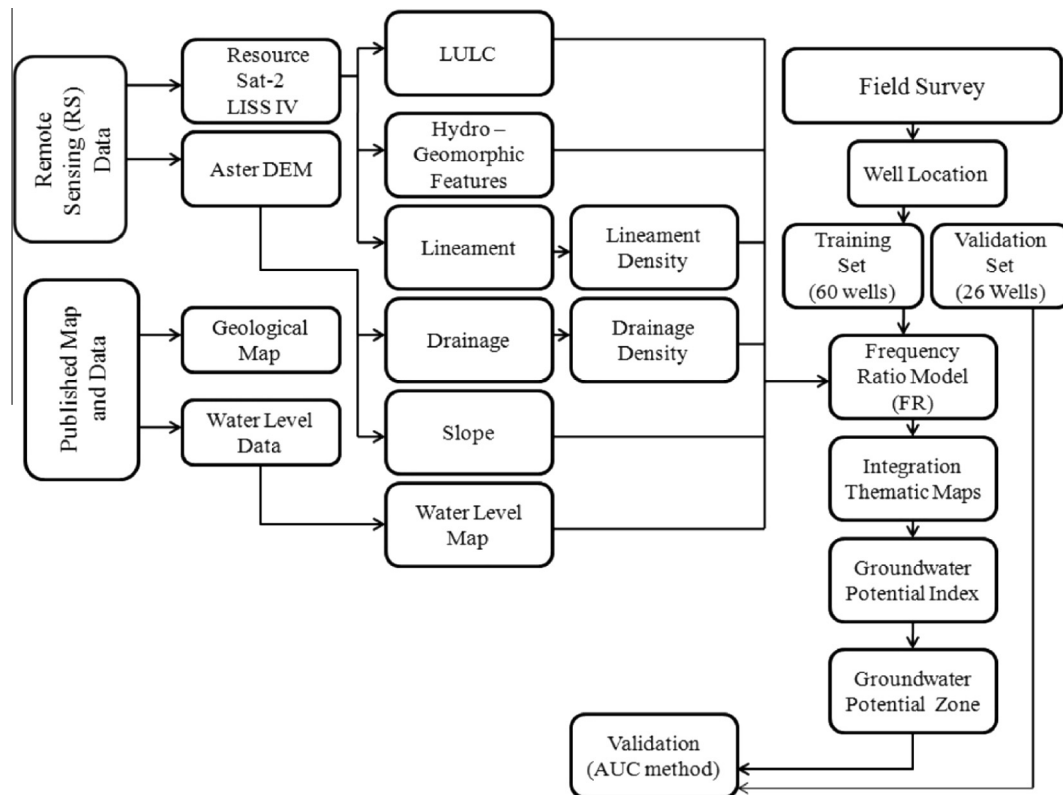 Remote
Sensing (RS)
Data
Resource
Sat-2
LISS IV
Aster DEM
Published Map
and Data
Geological
Map
Water Level
Data
LULC
Hydro –
Geomorphic
Features
Lineament
Lineament
Density
Drainage
Drainage
Density
Slope
Water Level
Map
Field Survey
Well Location
Training
Set
(60 wells)
Validation
Set
(26 Wells)
Frequency
Ratio Model
(FR)
Integration
Thematic Maps
Groundwater
Potential Index
Groundwater
Potential Zone
Validation
(AUC method)